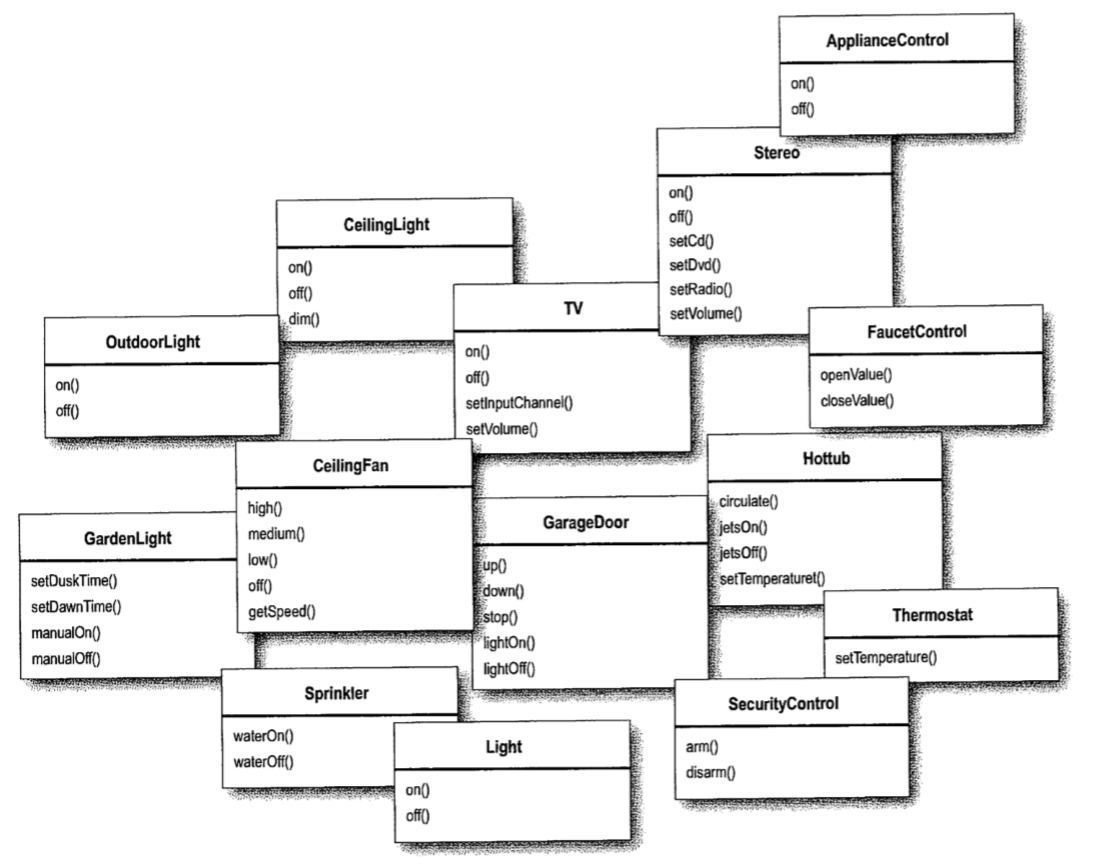 ApplianceControl
on()
off()
Stereo
on()
off()
setCd()
setDvd()
setRadio()
setVolume()
CeilingLight
on()
off()
dim()
TV
on()
off()
setInputChannel()
setVolume()
OutdoorLight
on()
off()
FaucetControl
openValue()
closeValue()
CeilingFan
high()
medium()
low()
off()
getSpeed()
Hottub
circulate()
jetsOn()
jetsOff()
setTemperaturet()
GardenLight
setDuskTime()
setDawnTime()
manualOn()
manualOff()
GarageDoor
up()
down()
stop()
lightOn()
lightOff()
Thermostat
setTemperature()
Sprinkler
waterOn()
waterOff()
SecurityControl
arm()
disarm()
Light
on()
off()